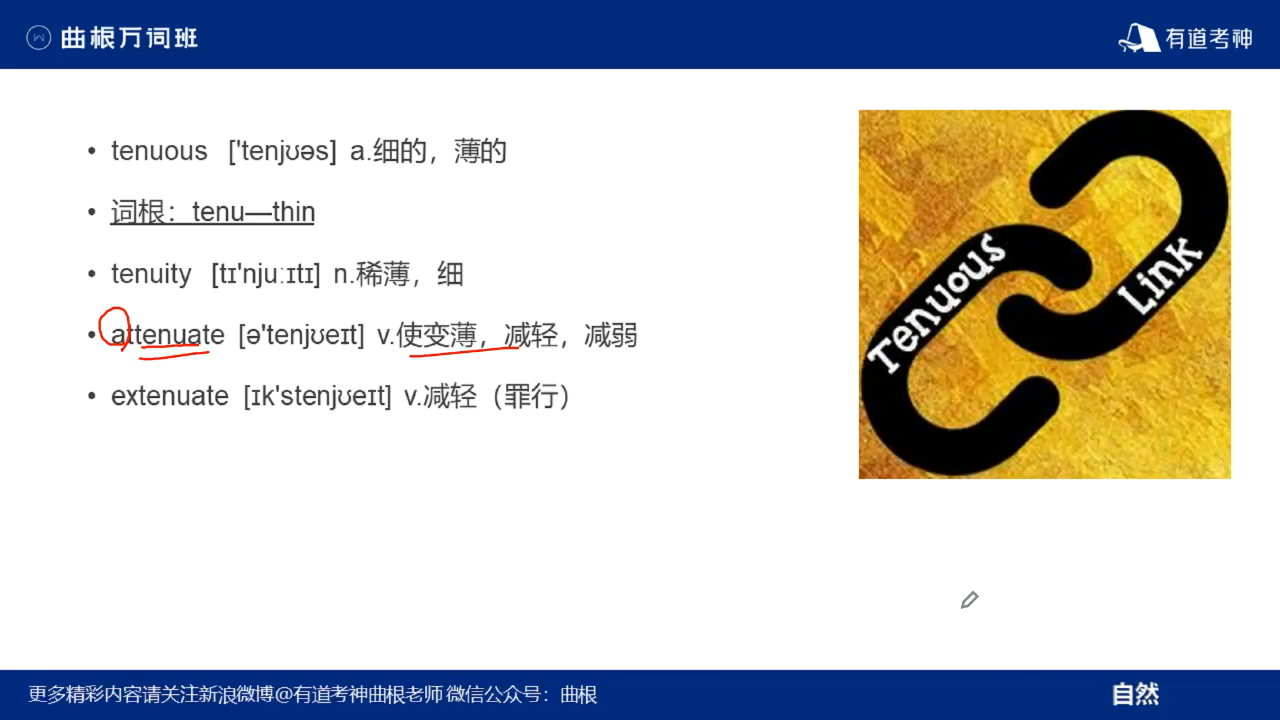 曲根万词班
有道考神
• tenuous ['tenjʊəs] a.细的，薄的
• 词根：tenu—thin
• tenuity [tɪ'njuːɪtɪ] n.稀薄，细
• attenuate [ə'tenjʊeɪt] v.使变薄，减轻，减弱
• extenuate [ɪk'stenjʊeɪt] v.减轻（罪行）
Tenuous
Link
更多精彩内容请关注新浪微博@有道考神曲根老师 微信公众号：曲根
自然